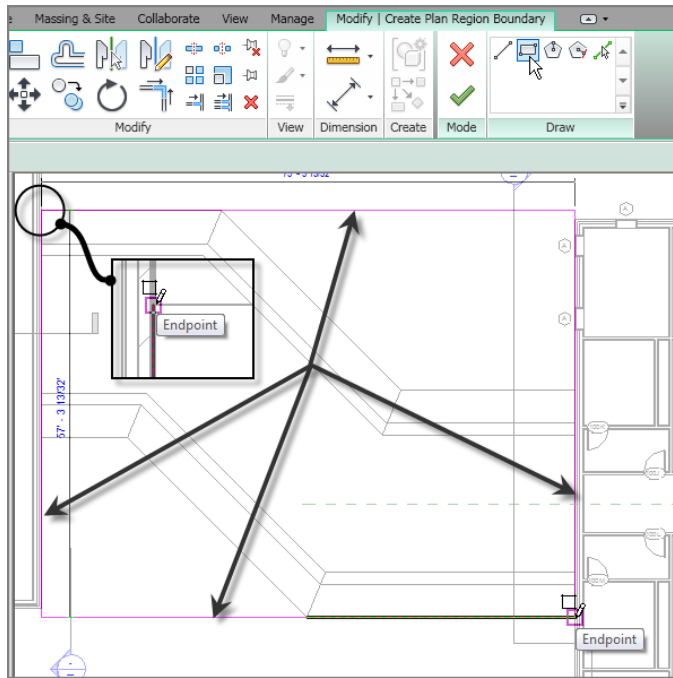 Massing & Site Collaborate View Manage Modify | Create Plan Region Boundary
Modify View Dimension Create Mode Draw
A
A
Endpoint
A
57' - 3 13/32"
Endpoint